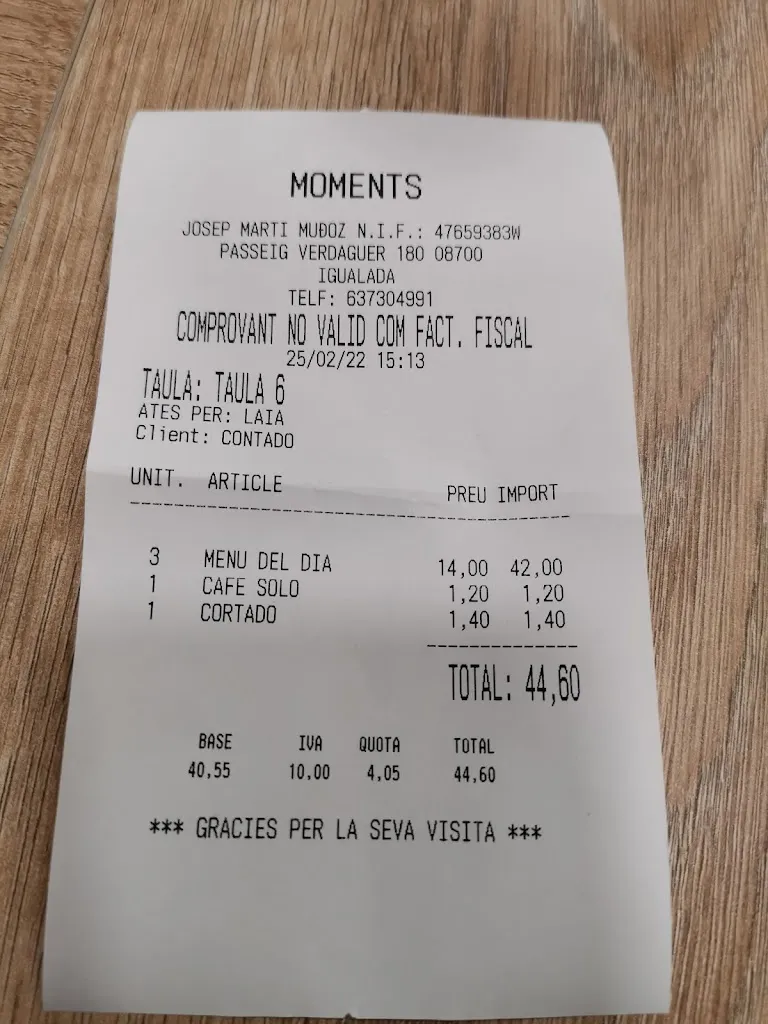 MOMENTS
JOSEP MARTI MUÐOZ N.I.F.: 47659383W
PASSEIG VERDAGUER 180 08700
IGUALADA
TELF: 637304991
COMPROVANT NO VALID COM FACT. FISCAL
25/02/22 15:13
TAULA: TAULA 6
ATES PER: LAIA
Client: CONTADO
UNIT. ARTICLE PREU IMPORT
3 MENU DEL DIA 14,00 42,00
1 CAFE SOLO 1,20 1,20
1 CORTADO 1,40 1,40
TOTAL: 44,60
BASE IVA QUOTA TOTAL
40,55 10,00 4,05 44,60
*** GRACIES PER LA SEVA VISITA ***